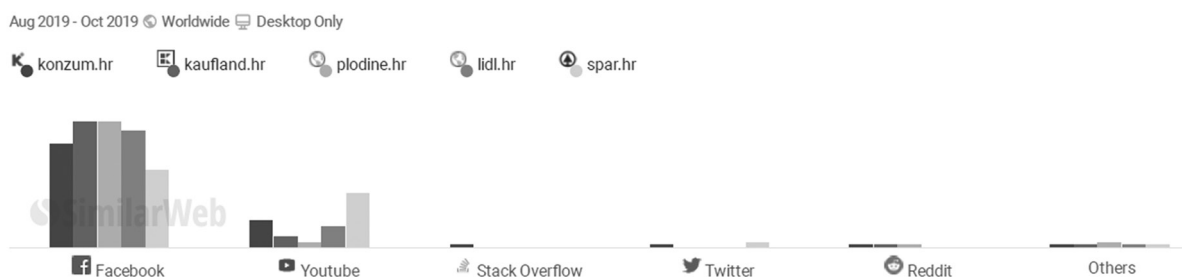 Aug 2019 - Oct 2019 Worldwide Desktop Only
konzum.hr kaufland.hr plodine.hr lidl.hr spar.hr
SimilarWeb
Facebook Youtube Stack Overflow Twitter Reddit Others